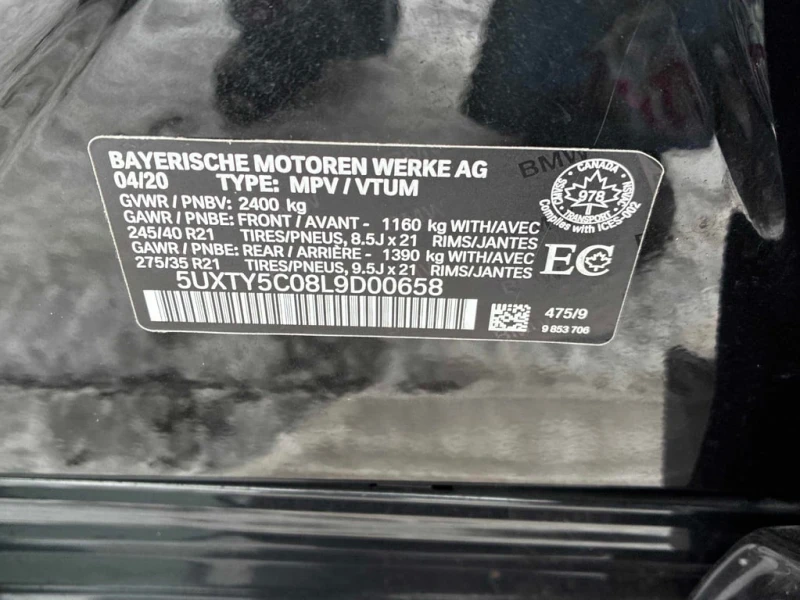 BAYERISCHE MOTOREN WERKE AG
04/20 TYPE: MPV / VTUM
GVWR / PNBV: 2400 kg
GAWR / PNBE: FRONT / AVANT - 1160 kg WITH/AVEC
245/40 R21 TIRES/PNEUS, 8.5J x 21 RIMS/JANTES
GAWR / PNBE: REAR / ARRIÈRE - 1390 kg WITH/AVEC
275/35 R21 TIRES/PNEUS, 9.5J x 21 RIMS/JANTES
5UXTY5C08L9D00658
BMW
CANADA
978
TRANSPORT
Complies with ICES-002
EC
475/9
9 853 706